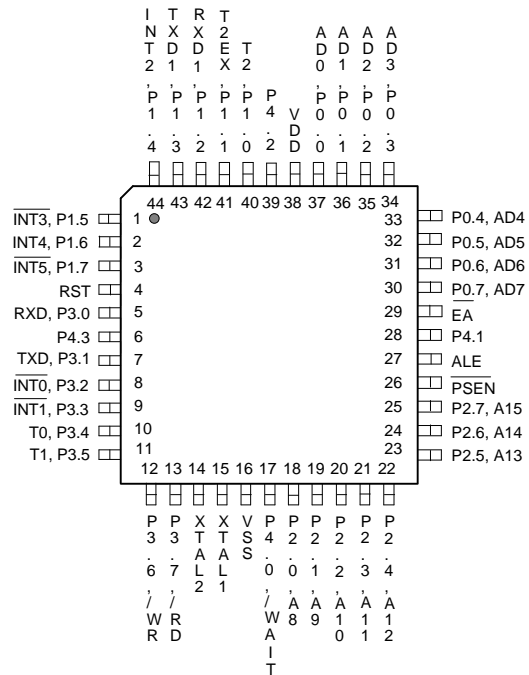 INT2,P1.4
TXD1,P1.3
RXD1,P1.2
T2EX,P1.1
T2,P1.0
P4.2
VDD
AD0,P0.0
AD1,P0.1
AD2,P0.2
AD3,P0.3
44 43 42 41 40 39 38 37 36 35 34
INT3, P1.5 1
INT4, P1.6 2
INT5, P1.7 3
RST 4
RXD, P3.0 5
P4.3 6
TXD, P3.1 7
INT0, P3.2 8
INT1, P3.3 9
T0, P3.4 10
T1, P3.5 11
33 P0.4, AD4
32 P0.5, AD5
31 P0.6, AD6
30 P0.7, AD7
29 EA
28 P4.1
27 ALE
26 PSEN
25 P2.7, A15
24 P2.6, A14
23 P2.5, A13
12 13 14 15 16 17 18 19 20 21 22
P3.6,/WR
P3.7,/RD
XTAL2
XTAL1
VSS
P4.0,/WAIT
P2.0,A8
P2.1,A9
P2.2,A10
P2.3,A11
P2.4,A12